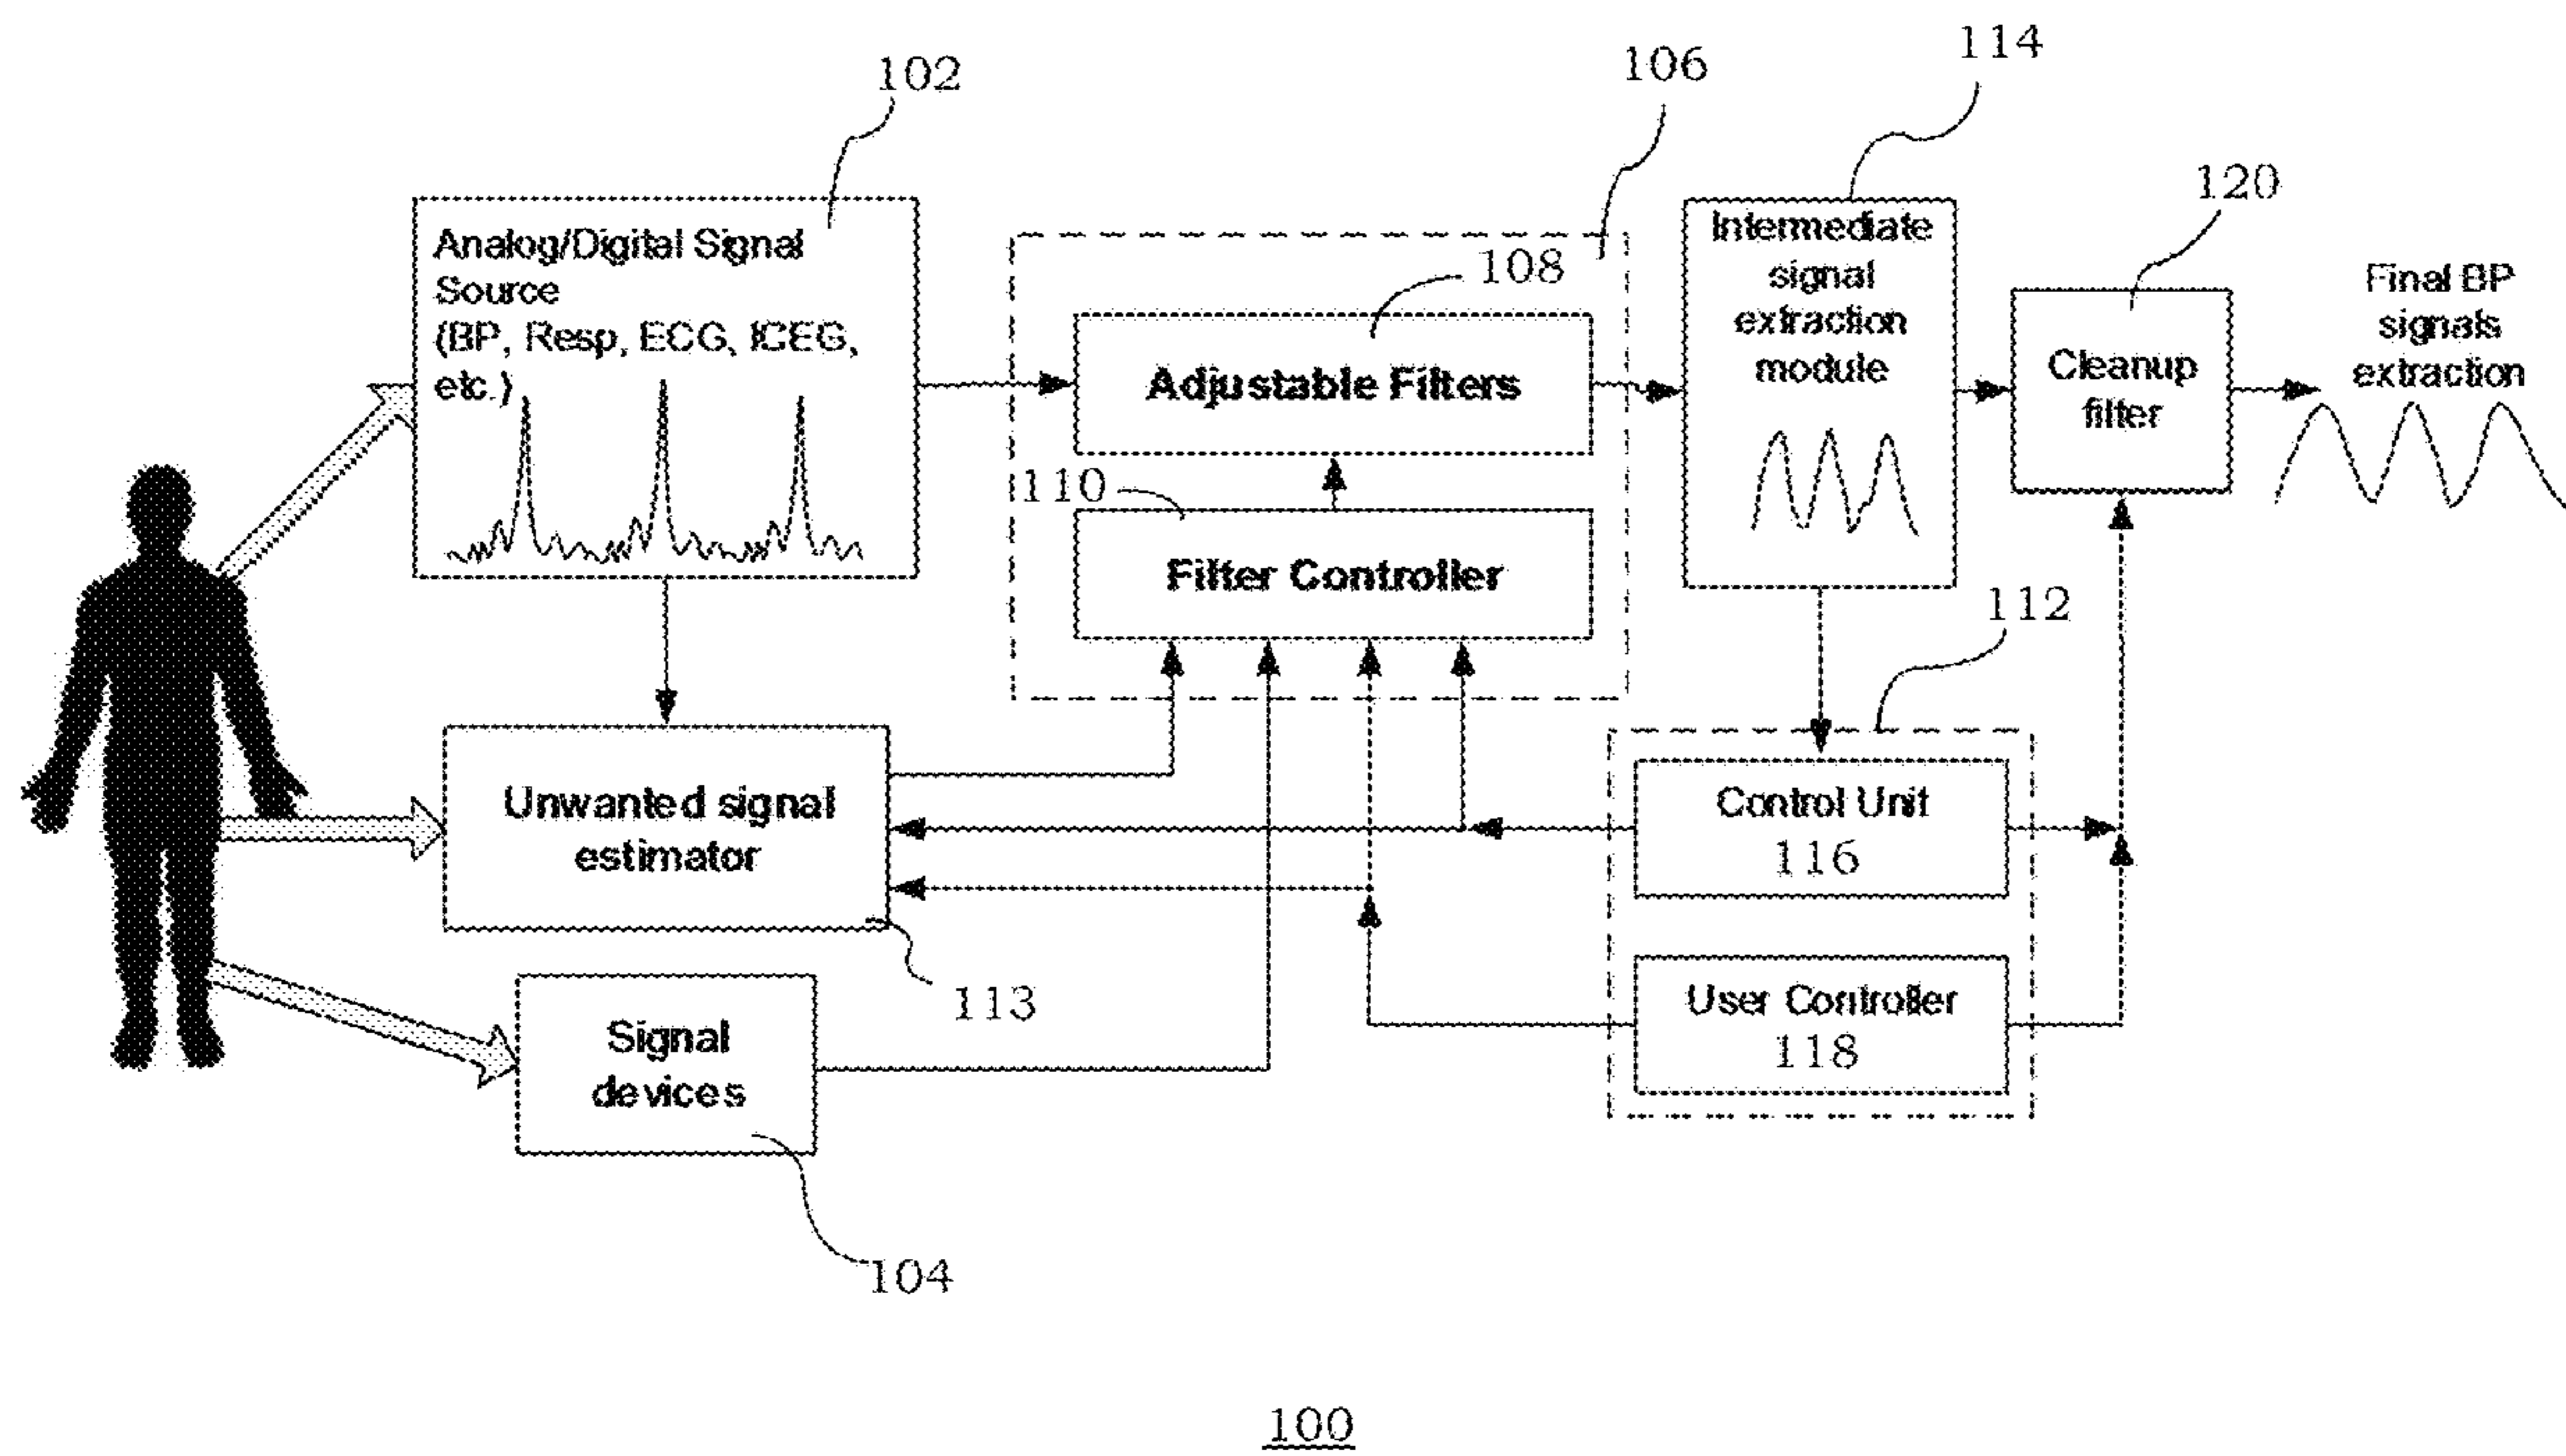 102
106
114
120
Analog/Digital Signal
Source
(BP, Resp, ECG, ICEG,
etc.)
108
Adjustable Filters
110
Filter Controller
Intermediate
signal
extraction
module
Cleanup
filter
Final BP
signals
extraction
112
Unwanted signal
estimator
113
Control Unit
116
User Controller
118
Signal
devices
104
100